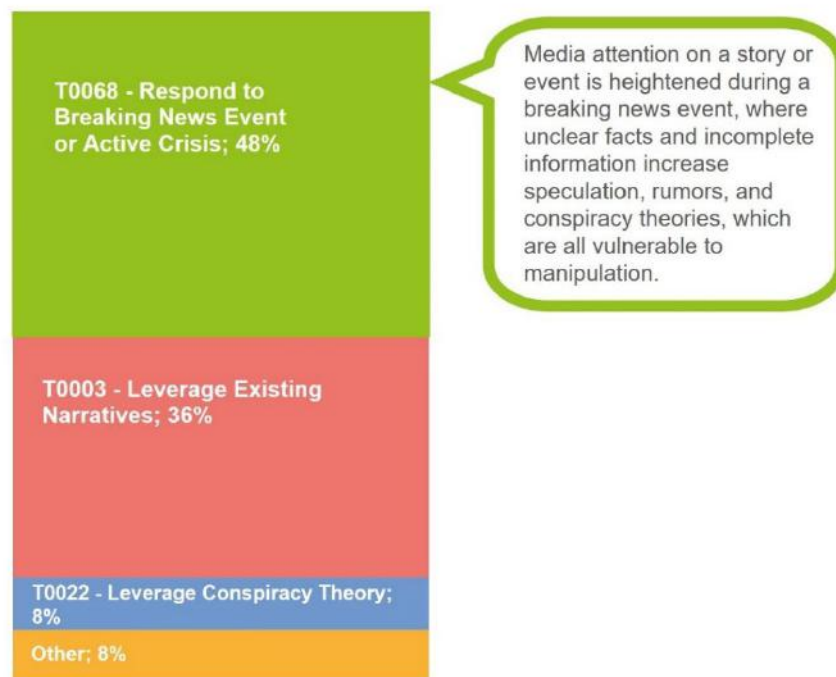 T0068 - Respond to
Breaking News Event
or Active Crisis; 48%
Media attention on a story or
event is heightened during a
breaking news event, where
unclear facts and incomplete
information increase
speculation, rumors, and
conspiracy theories, which
are all vulnerable to
manipulation.
T0003 - Leverage Existing
Narratives; 36%
T0022 - Leverage Conspiracy Theory;
8%
Other; 8%